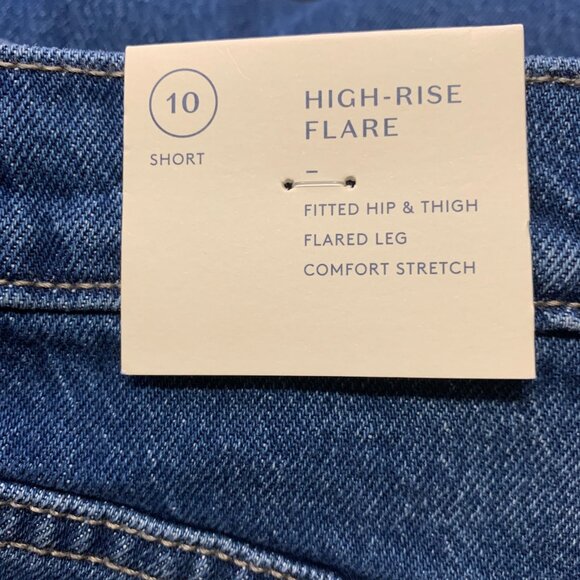 10
SHORT
HIGH-RISE
FLARE
–
FITTED HIP & THIGH
FLARED LEG
COMFORT STRETCH